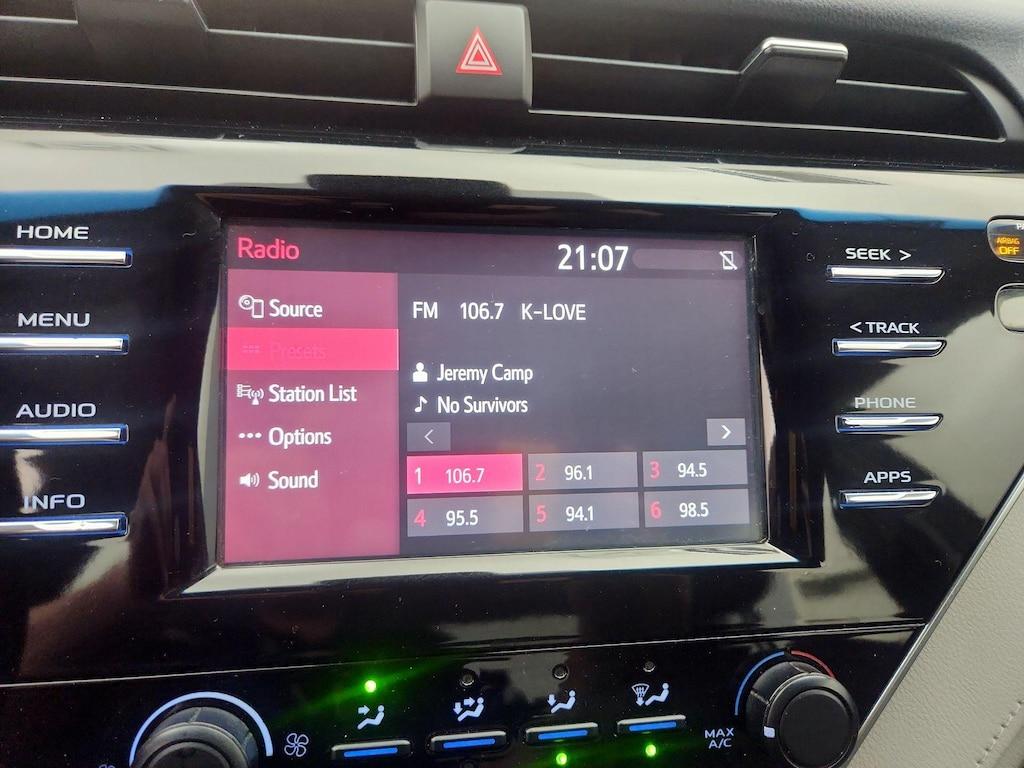 HOME
MENU
AUDIO
INFO
Radio
21:07
Source
Presets
Station List
Options
Sound
FM 106.7 K-LOVE
Jeremy Camp
No Survivors
< >
1 106.7 2 96.1 3 94.5
4 95.5 5 94.1 6 98.5
SEEK >
< TRACK
PHONE
APPS
AIRBAG
OFF
MAX
A/C